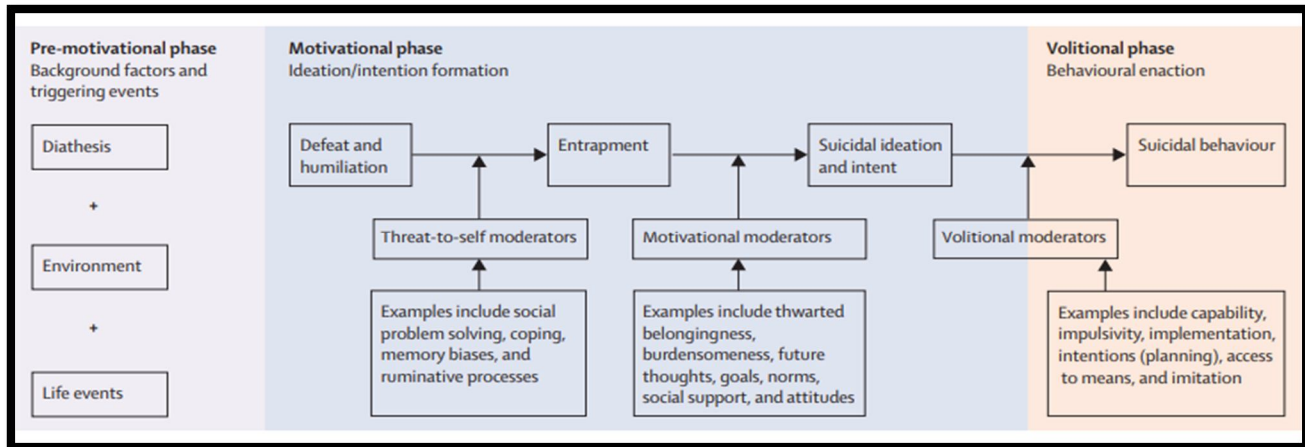 Pre-motivational phase
Background factors and
triggering events
Diathesis
+
Environment
+
Life events
Motivational phase
Ideation/intention formation
Defeat and
humiliation
Entrapment
Suicidal ideation
and intent
Threat-to-self moderators
Motivational moderators
Volitional moderators
Examples include social
problem solving, coping,
memory biases, and
ruminative processes
Examples include thwarted
belongingness,
burdensomeness, future
thoughts, goals, norms,
social support, and attitudes
Volitional phase
Behavioural enaction
Suicidal behaviour
Examples include capability,
impulsivity, implementation,
intentions (planning), access
to means, and imitation